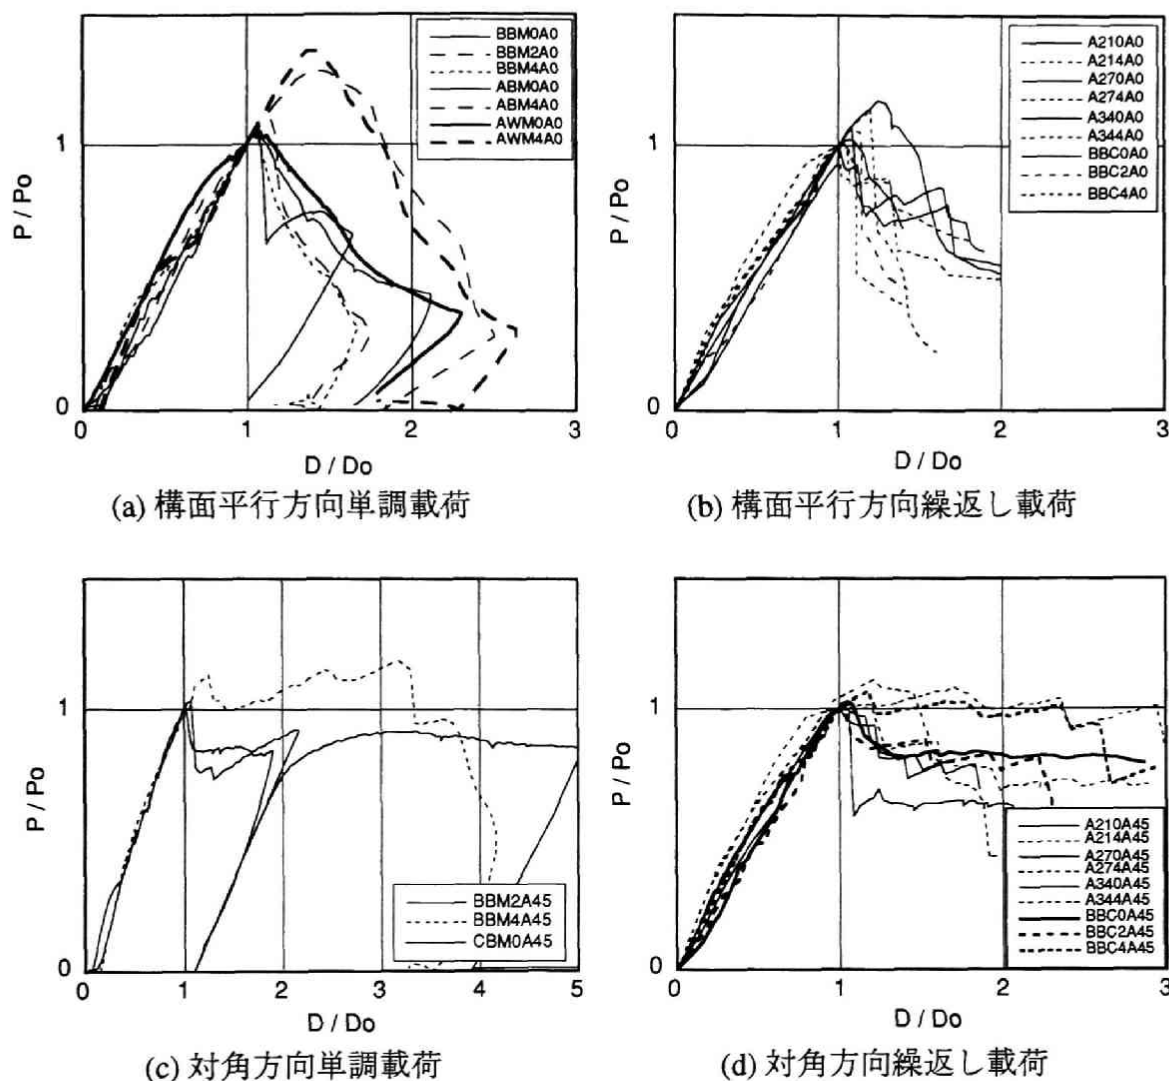 BBM0A0
BBM2A0
BBM4A0
ABM0A0
ABM4A0
AWM0A0
AWM4A0
P / Po
1
0
0
1
2
3
D / Do
(a) 構面平行方向単調載荷
A210A0
A214A0
A270A0
A274A0
A340A0
A344A0
BBC0A0
BBC2A0
BBC4A0
P / Po
1
0
0
1
2
3
D / Do
(b) 構面平行方向繰返し載荷
P / Po
1
0
BBM2A45
BBM4A45
CBM0A45
0
1
2
3
4
5
D / Do
(c) 対角方向単調載荷
P / Po
1
0
A210A45
A214A45
A270A45
A274A45
A340A45
A344A45
BBC0A45
BBC2A45
BBC4A45
0
1
2
3
D / Do
(d) 対角方向繰返し載荷